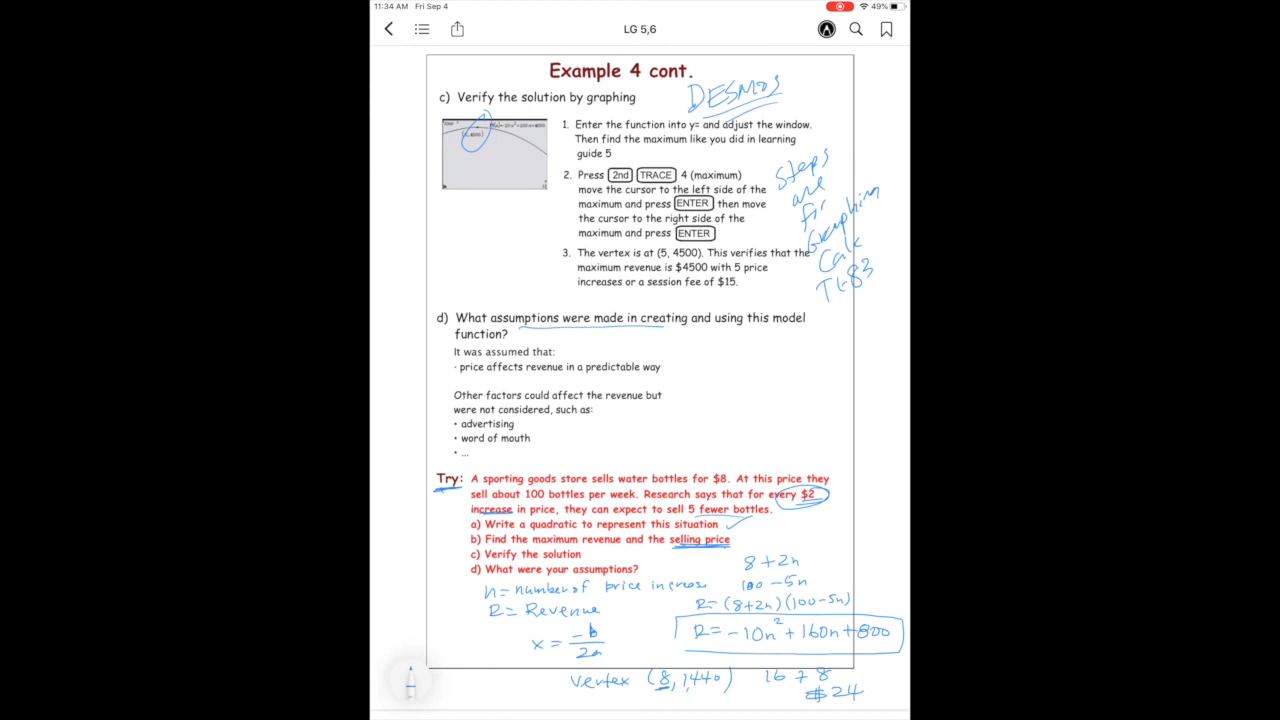 11:34 AM Fri Sep 4
49%
LG 5,6
Example 4 cont.
c) Verify the solution by graphing
DESMOS
1. Enter the function into y= and adjust the window.
Then find the maximum like you did in learning
guide 5
2. Press 2nd TRACE 4 (maximum)
move the cursor to the left side of the
maximum and press ENTER then move
the cursor to the right side of the
maximum and press ENTER
3. The vertex is at (5, 4500). This verifies that the
maximum revenue is $4500 with 5 price
increases or a session fee of $15.
Steps
are
for
Graphing
Calc
TI-83
d) What assumptions were made in creating and using this model
function?
It was assumed that:
· price affects revenue in a predictable way
Other factors could affect the revenue but
were not considered, such as:
• advertising
• word of mouth
• ...
Try: A sporting goods store sells water bottles for $8. At this price they
sell about 100 bottles per week. Research says that for every $2
increase in price, they can expect to sell 5 fewer bottles.
a) Write a quadratic to represent this situation ✓
b) Find the maximum revenue and the selling price
c) Verify the solution
d) What were your assumptions?
n = number of price increase
R = Revenue
x = -b/2a
vertex (8, 1440)
8 + 2n
100 - 5n
R = (8+2n)(100-5n)
R = -10n² + 160n + 800
16 + 8
$24